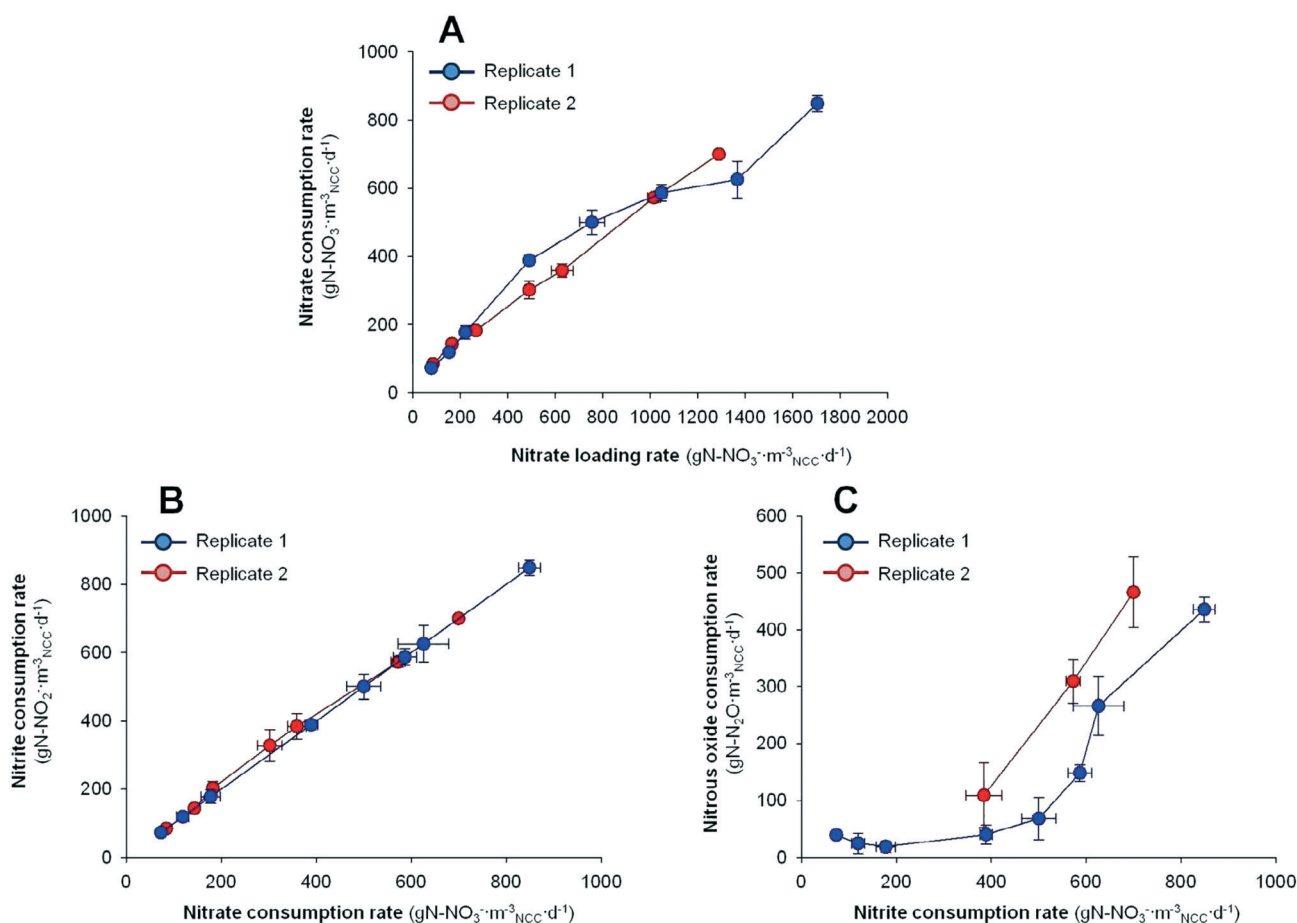 A
Replicate 1
Replicate 2
Nitrate consumption rate
(gN-NO₃⁻·m⁻³NCC·d⁻¹)
1000
800
600
400
200
0
0 200 400 600 800 1000 1200 1400 1600 1800 2000
Nitrate loading rate (gN-NO₃⁻·m⁻³NCC·d⁻¹)
B
Replicate 1
Replicate 2
Nitrite consumption rate
(gN-NO₂⁻·m⁻³NCC·d⁻¹)
1000
800
600
400
200
0
0 200 400 600 800 1000
Nitrate consumption rate (gN-NO₃⁻·m⁻³NCC·d⁻¹)
C
Replicate 1
Replicate 2
Nitrous oxide consumption rate
(gN-N₂O·m⁻³NCC·d⁻¹)
600
500
400
300
200
100
0
0 200 400 600 800 1000
Nitrite consumption rate (gN-NO₃⁻·m⁻³NCC·d⁻¹)